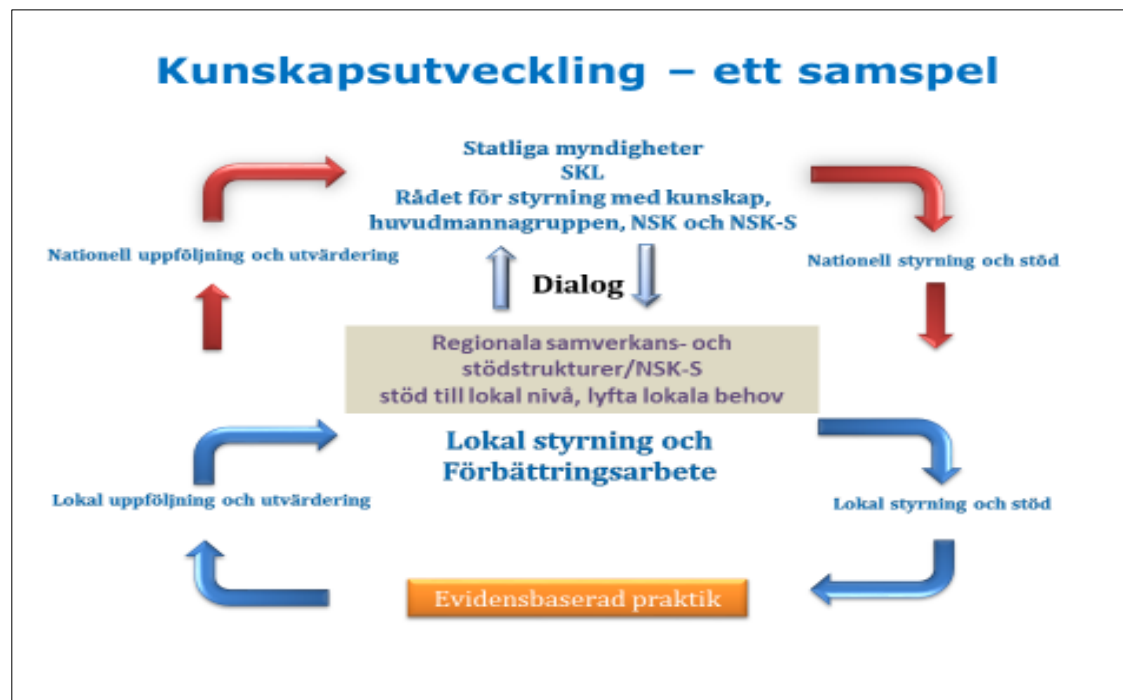 Kunskapsutveckling – ett samspel
Statliga myndigheter
SKL
Rådet för styrning med kunskap,
huvudmannagruppen, NSK och NSK-S
Nationell uppföljning och utvärdering
Nationell styrning och stöd
Dialog
Regionala samverkans- och
stödstrukturer/NSK-S
stöd till lokal nivå, lyfta lokala behov
Lokal styrning och
Förbättringsarbete
Lokal uppföljning och utvärdering
Lokal styrning och stöd
Evidensbaserad praktik